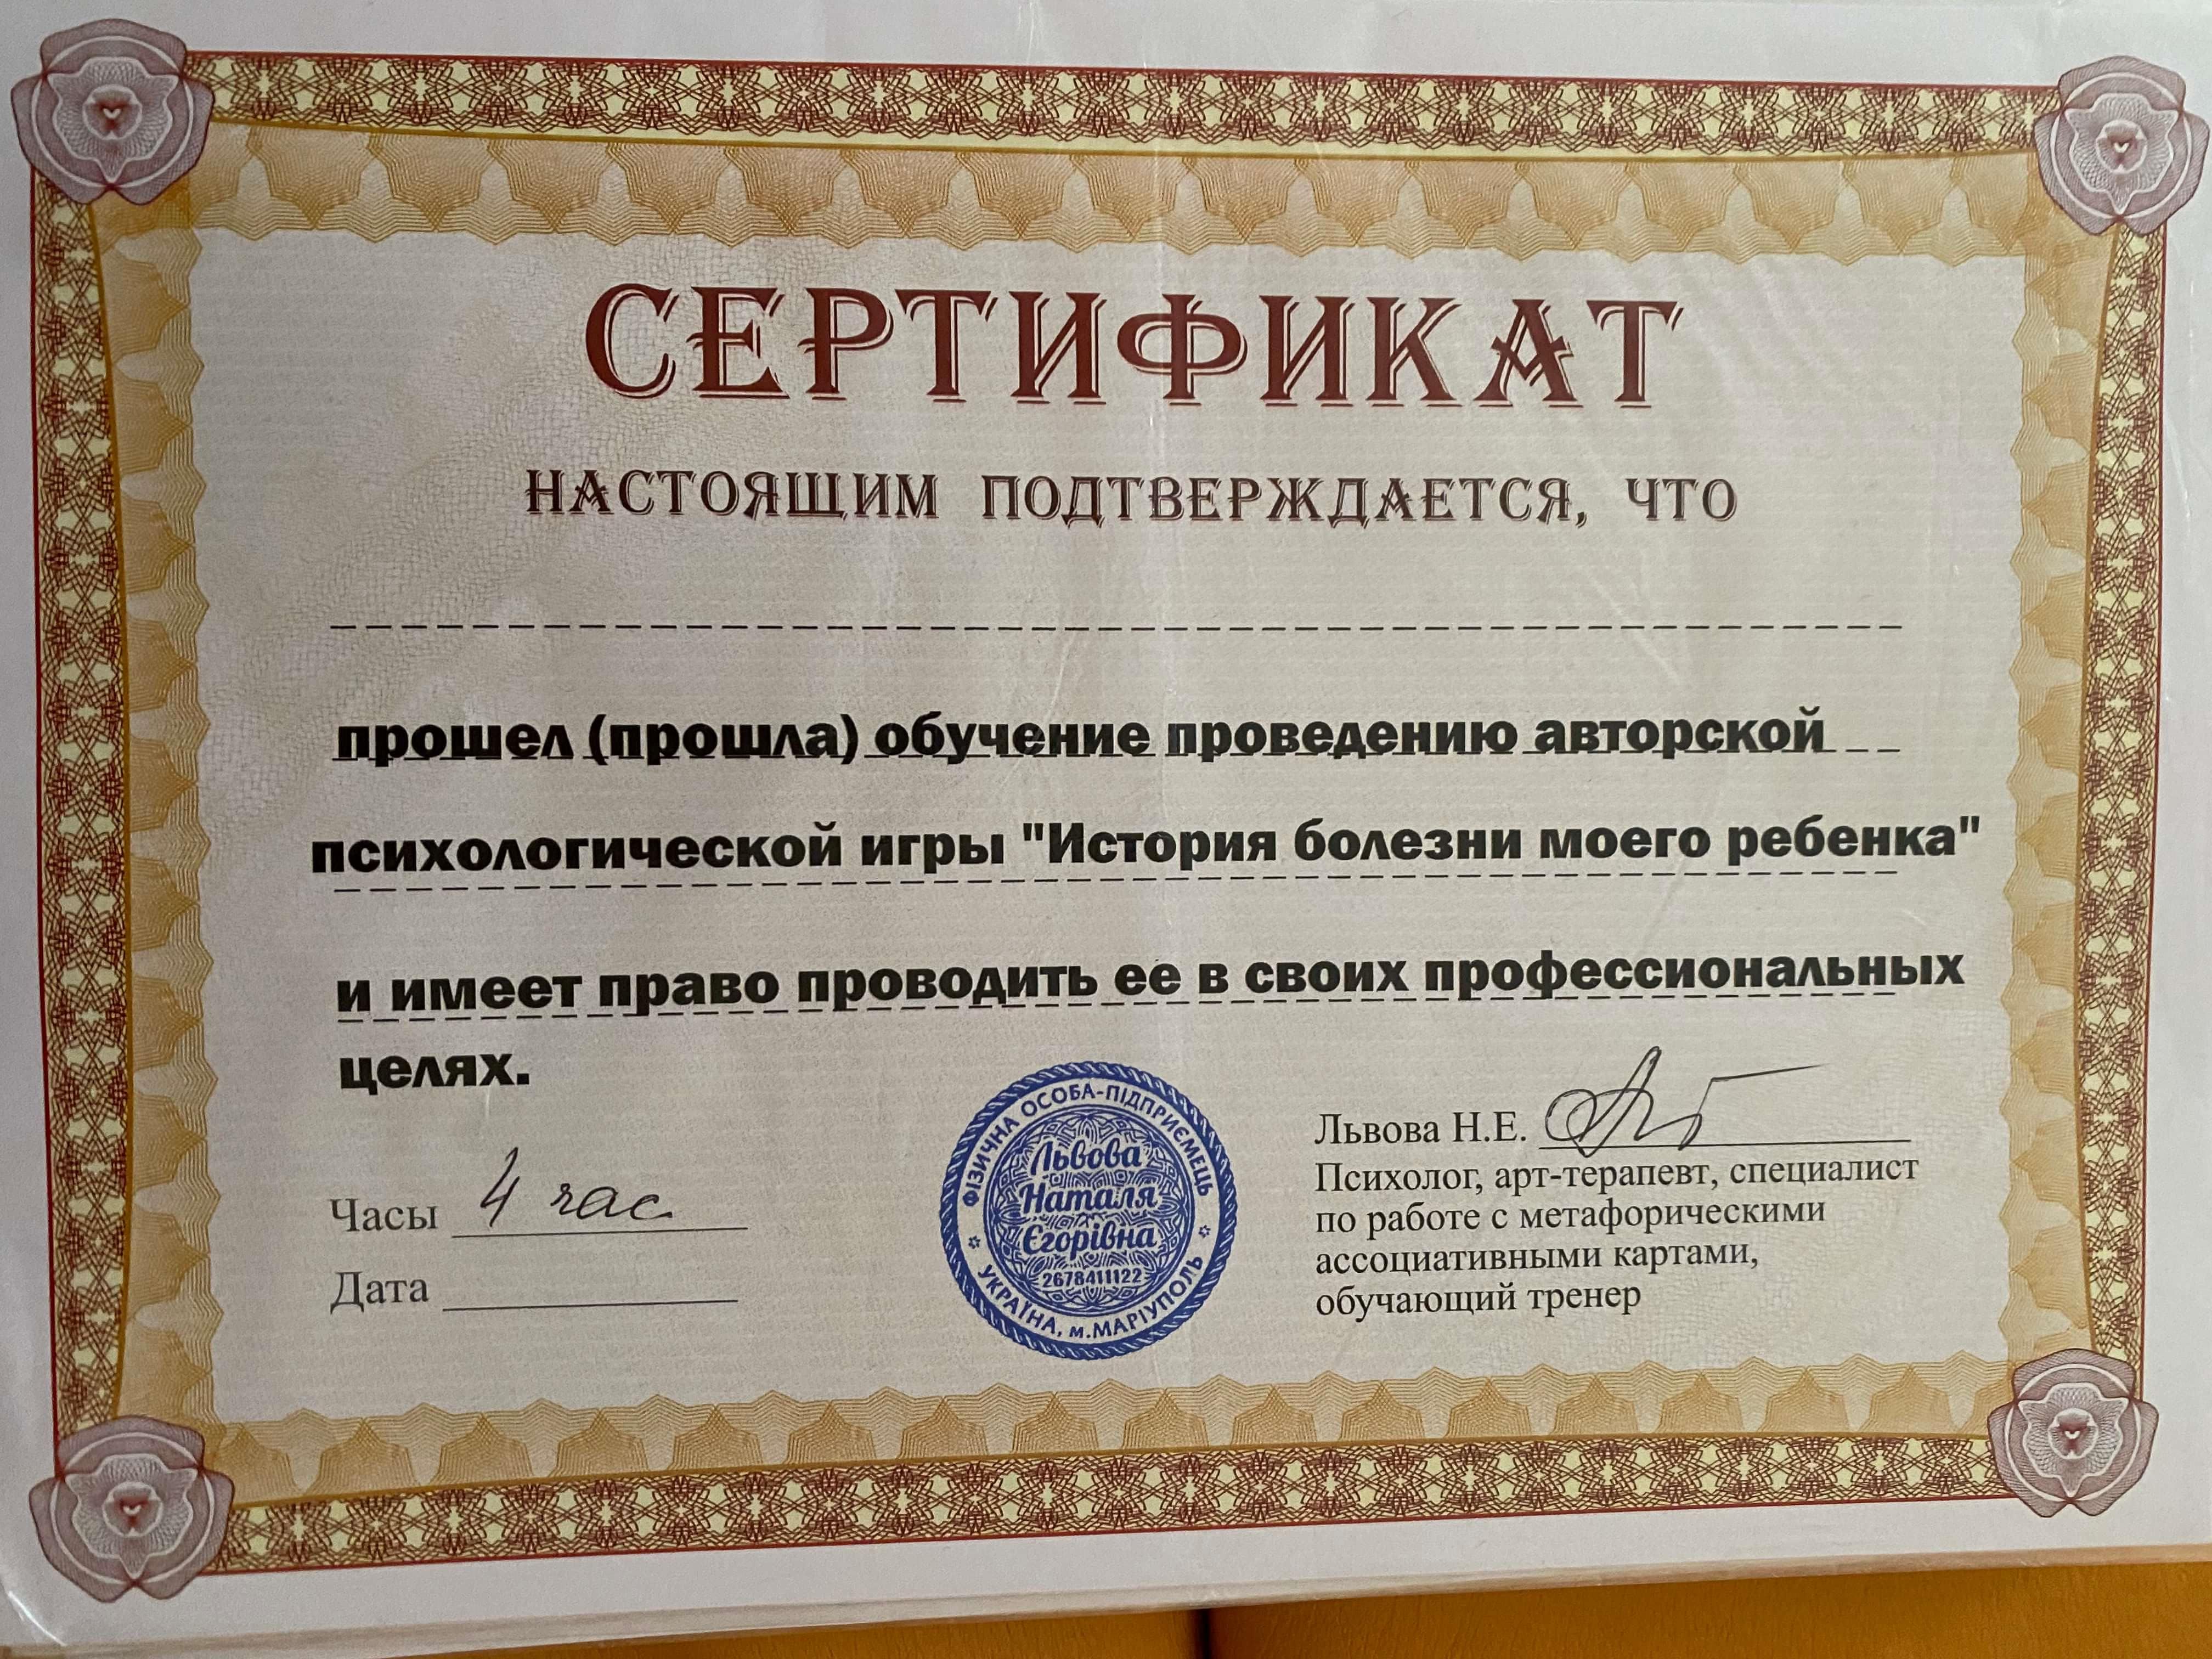 СЕРТИФИКАТ
НАСТОЯЩИМ ПОДТВЕРЖДАЕТСЯ, ЧТО
прошел (прошла) обучение проведению авторской
психологической игры "История болезни моего ребенка"
и имеет право проводить ее в своих профессиональных
целях.
Часы 4 час
Дата
ФІЗИЧНА ОСОБА-ПІДПРИЄМЕЦЬ
Львова
Наталя
Єгорівна
2678411122
УКРАЇНА, м.МАРІУПОЛЬ
Львова Н.Е.
Психолог, арт-терапевт, специалист
по работе с метафорическими
ассоциативными картами,
обучающий тренер